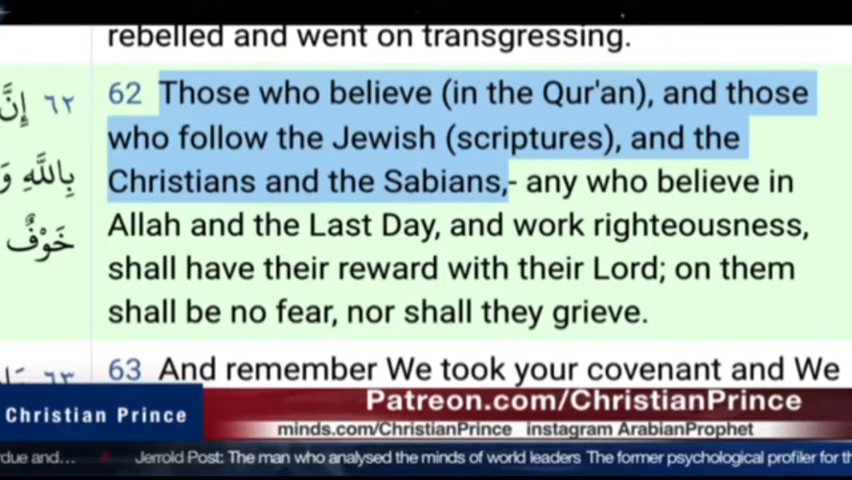 rebelled and went on transgressing.
٦٢ إِنَّ
بِاللَّهِ وَ
خَوْفٌ
62 Those who believe (in the Qur'an), and those
who follow the Jewish (scriptures), and the
Christians and the Sabians,- any who believe in
Allah and the Last Day, and work righteousness,
shall have their reward with their Lord; on them
shall be no fear, nor shall they grieve.
٦٣
63 And remember We took your covenant and We
Christian Prince
Patreon.com/ChristianPrince
minds.com/ChristianPrince instagram ArabianProphet
rdue and... Jerrold Post: The man who analysed the minds of world leaders The former psychological profiler for th